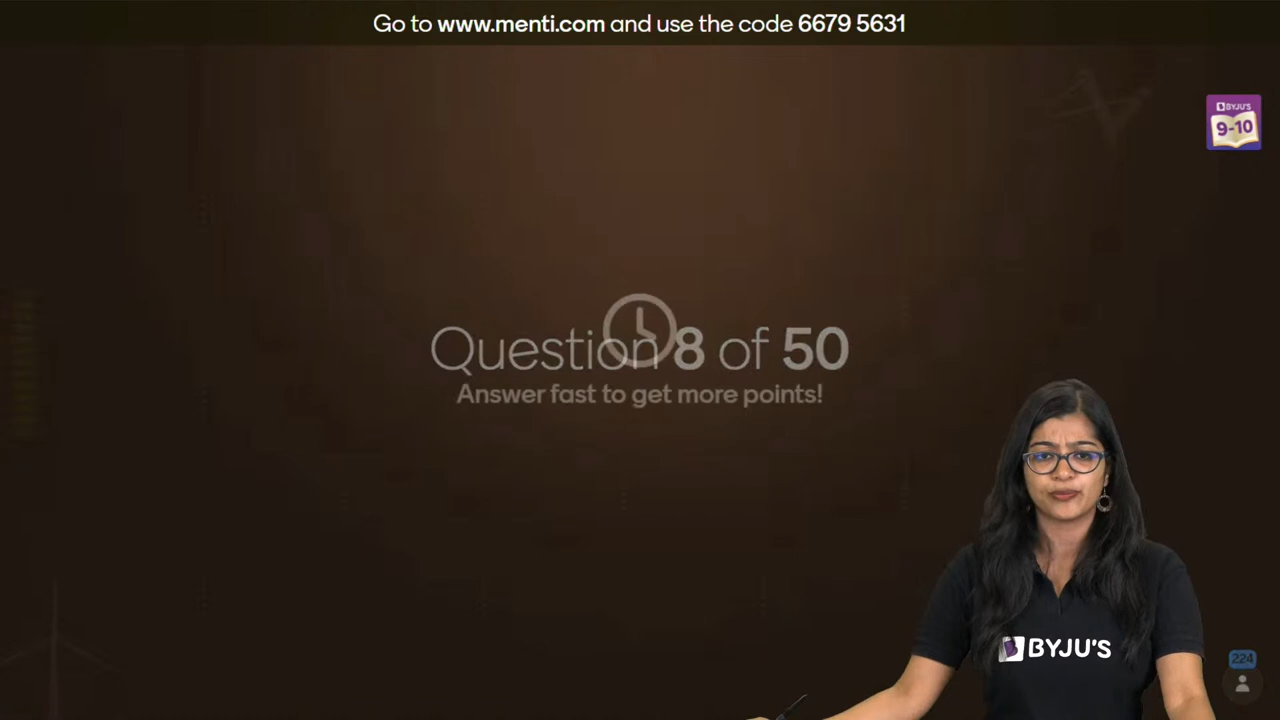 Go to www.menti.com and use the code 6679 5631
BYJU'S
9-10
Question 8 of 50
Answer fast to get more points!
BYJU'S
224